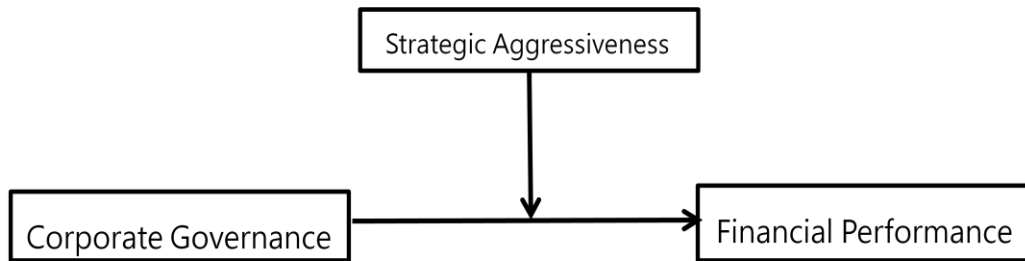 Strategic Aggressiveness
Corporate Governance
Financial Performance